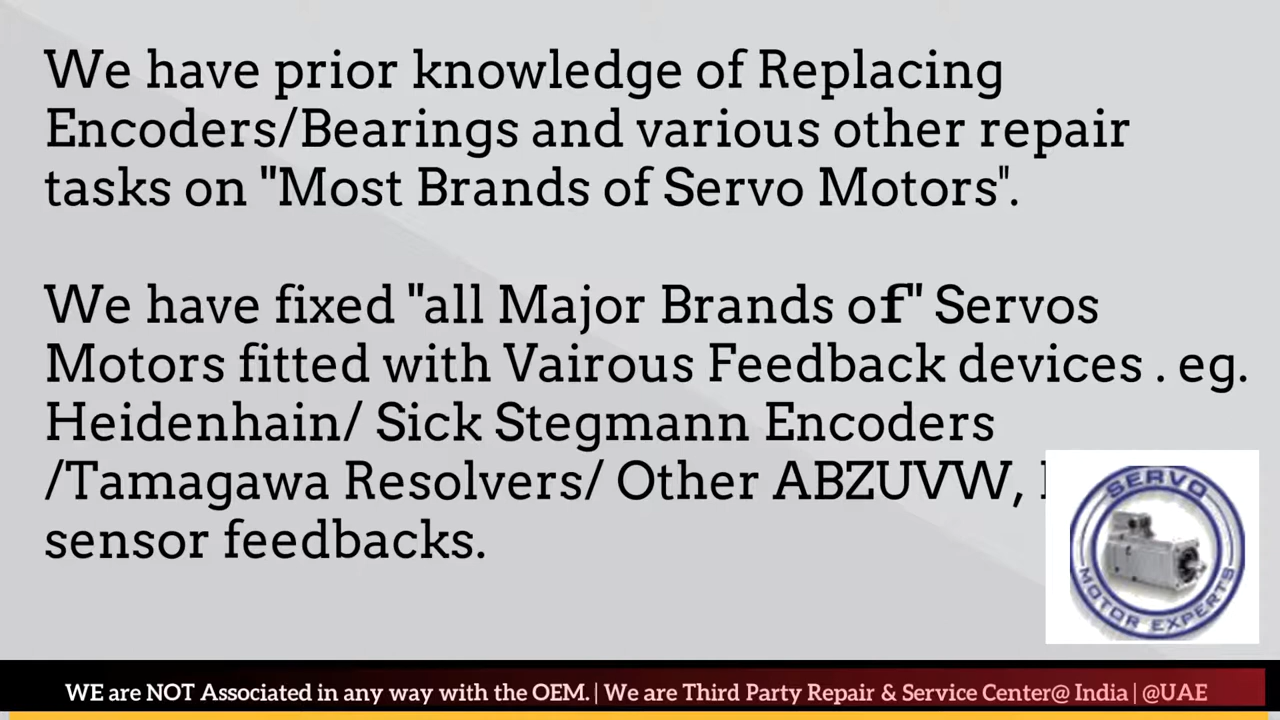 We have prior knowledge of Replacing
Encoders/Bearings and various other repair
tasks on "Most Brands of Servo Motors".
We have fixed "all Major Brands of" Servos
Motors fitted with Vairous Feedback devices . eg.
Heidenhain/ Sick Stegmann Encoders
/Tamagawa Resolvers/ Other ABZUVW,
sensor feedbacks.
SERVO
MOTOR EXPERTS
WE are NOT Associated in any way with the OEM. | We are Third Party Repair & Service Center@ India | @UAE